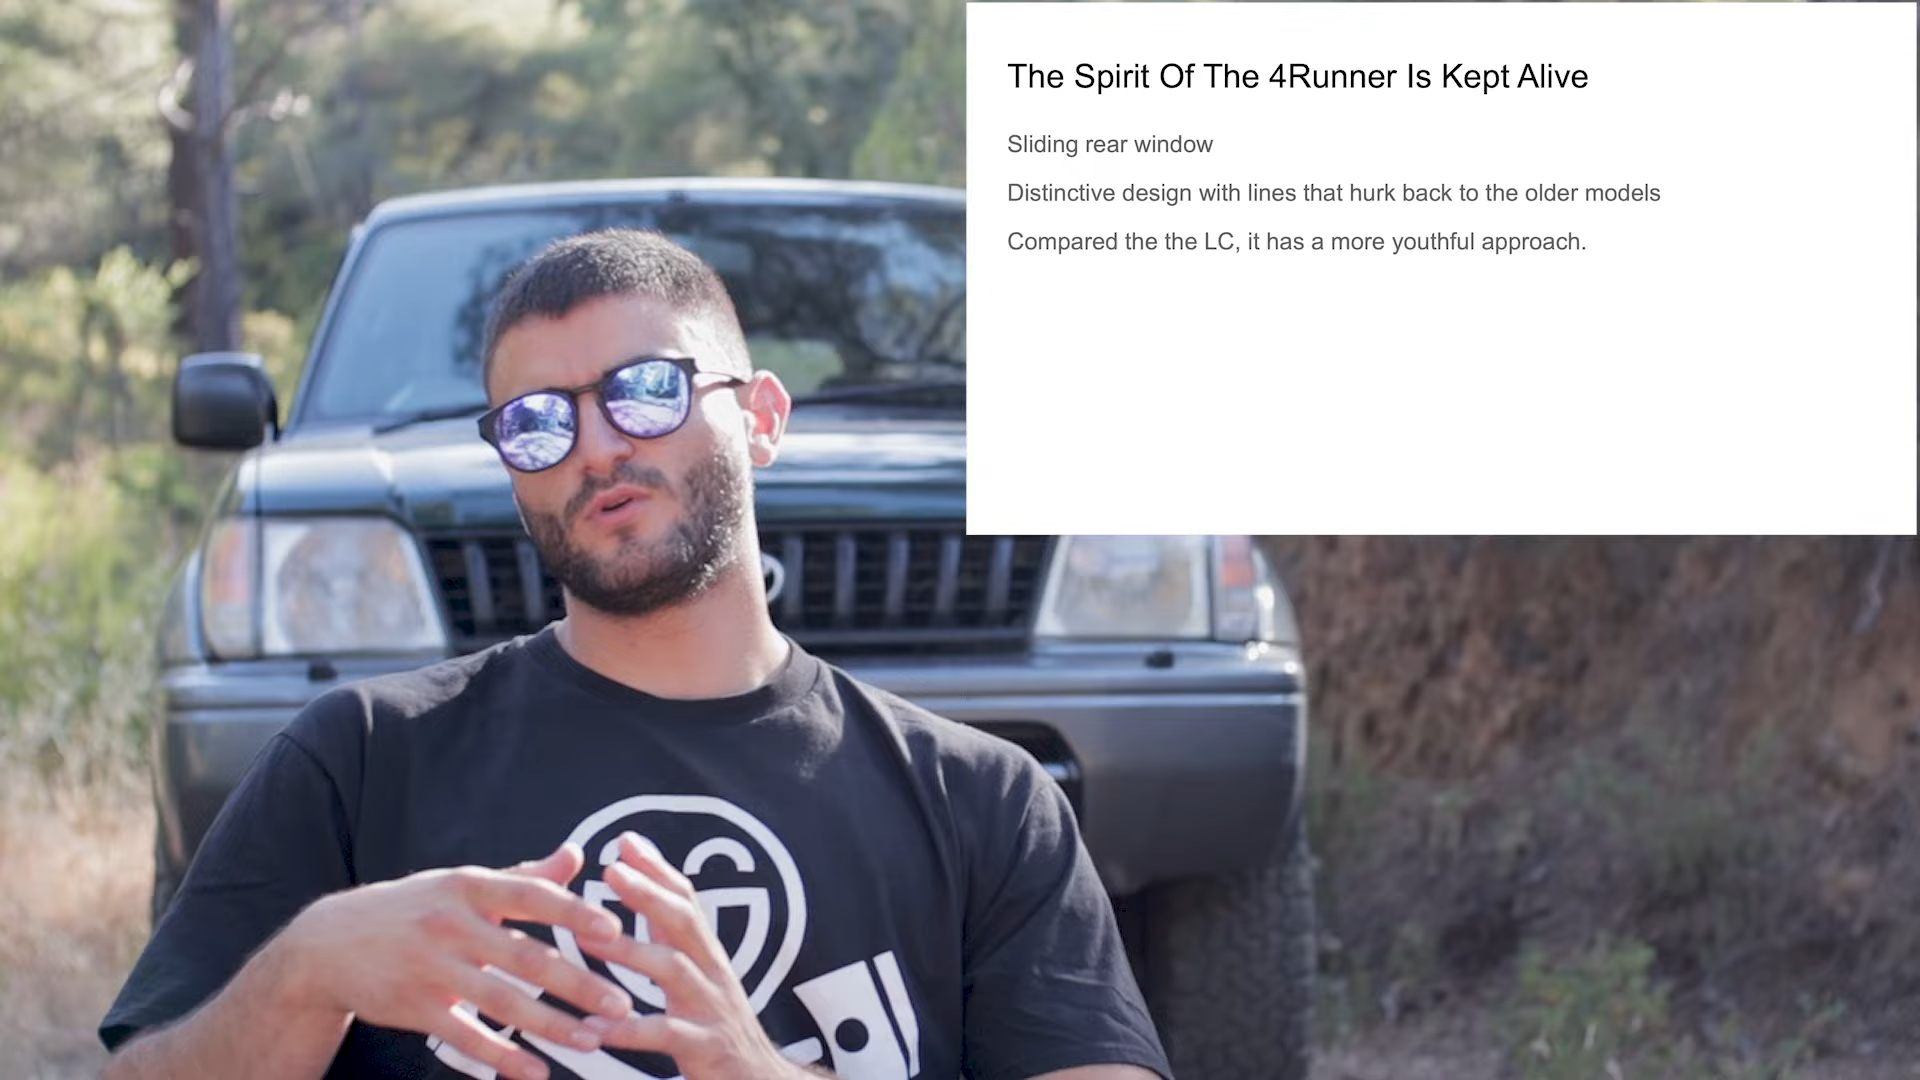 The Spirit Of The 4Runner Is Kept Alive
Sliding rear window
Distinctive design with lines that hurk back to the older models
Compared the the LC, it has a more youthful approach.